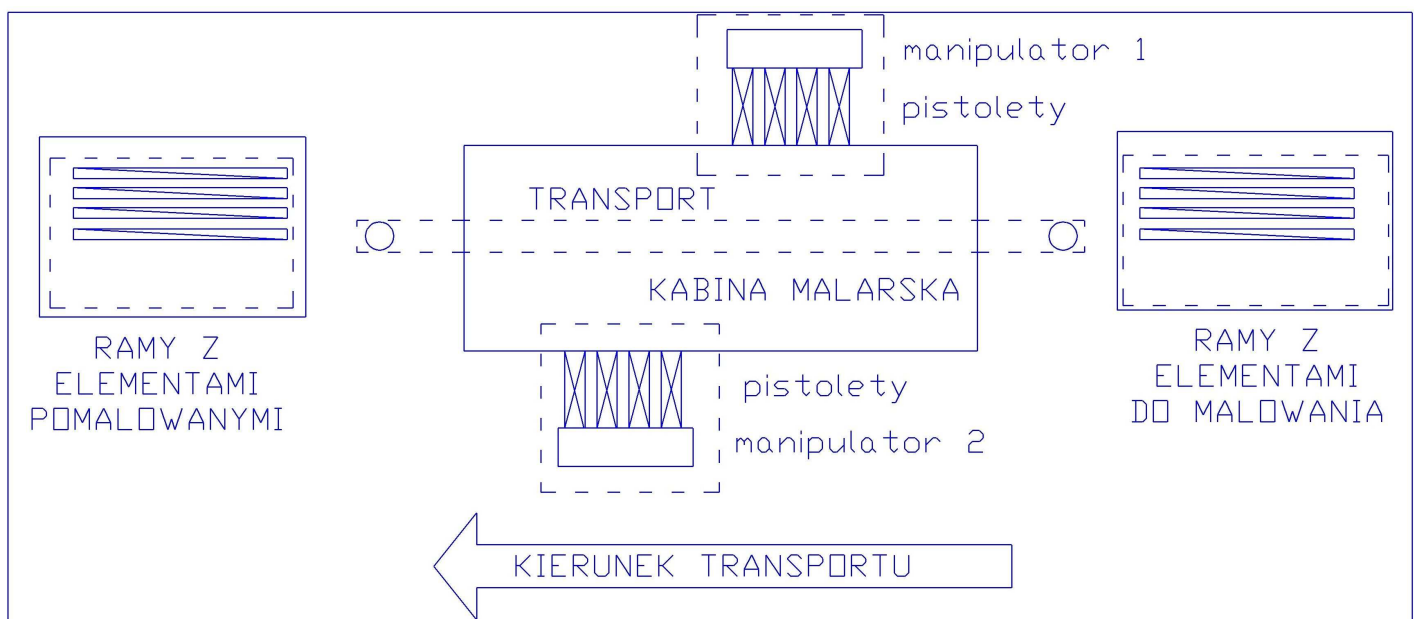 manipulator 1
pistolety
TRANSPORT
KABINA MALARSKA
RAMY Z
ELEMENTAMI
POMALOWANYMI
RAMY Z
ELEMENTAMI
DO MALOWANIA
pistolety
manipulator 2
KIERUNEK TRANSPORTU